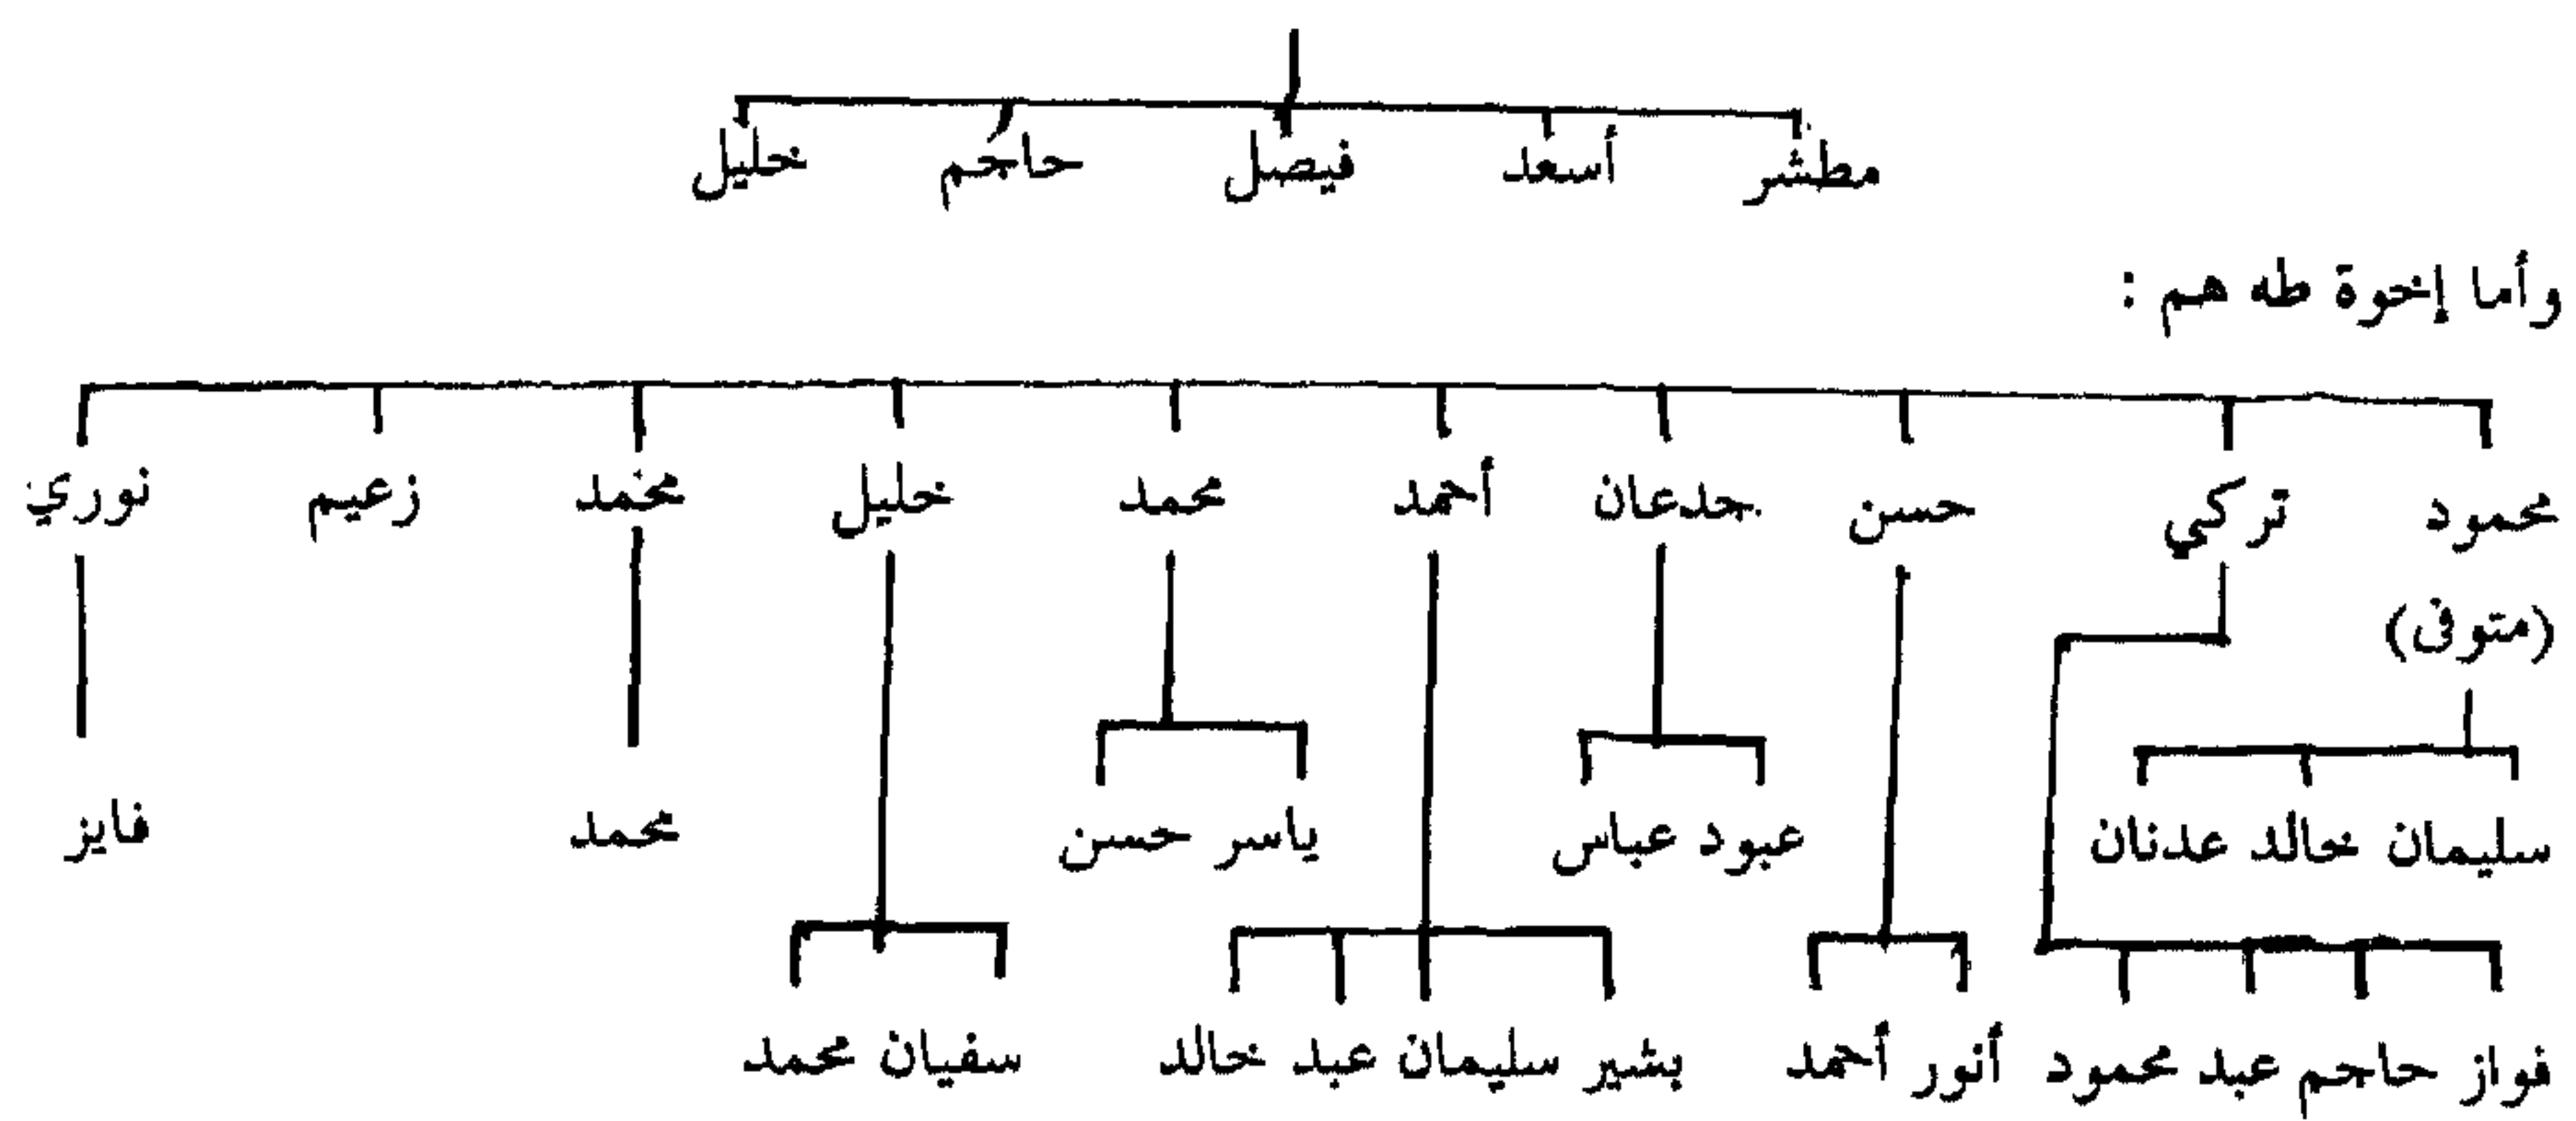 مطشر أسعد فيصل حاجم خليل
وأما إخوة طه هم :
محمود تركي حسن جدعان أحمد محمد خليل محمد زعيم نوري
(متوفى)
سليمان خالد عدنان عبود عباس ياسر حسن محمد فايز
فواز حاجم عبد محمود أنور أحمد بشير سليمان عبد خالد سفيان محمد